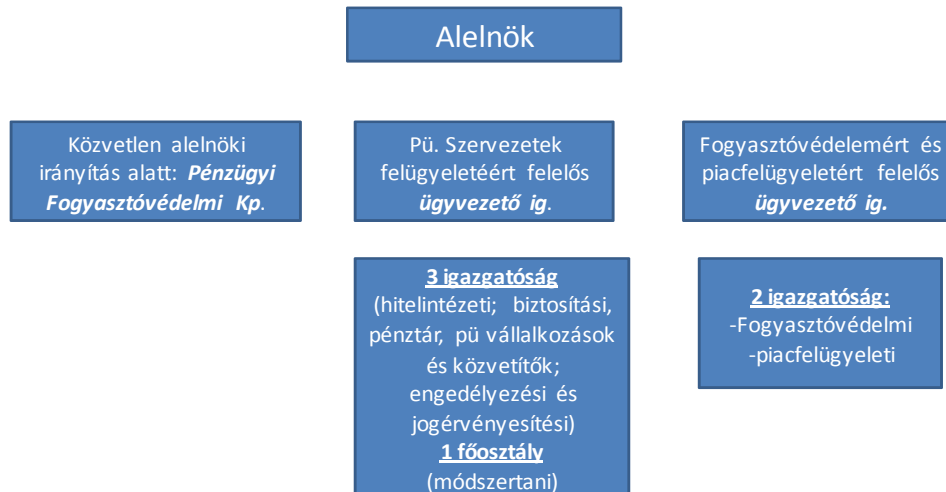 Alelnök
Közvetlen alelnöki
irányítás alatt: Pénzügyi
Fogyasztóvédelmi Kp.
Pü. Szervezetek
felügyeletéért felelős
ügyvezető ig.
Fogyasztóvédelemért és
piacfelügyeletért felelős
ügyvezető ig.
3 igazgatóság
(hitelintézeti; biztosítási,
pénztár, pü vállalkozások
és közvetítők;
engedélyezési és
jogérvényesítési)
1 főosztály
(módszertani)
2 igazgatóság:
-Fogyasztóvédelmi
-piacfelügyeleti